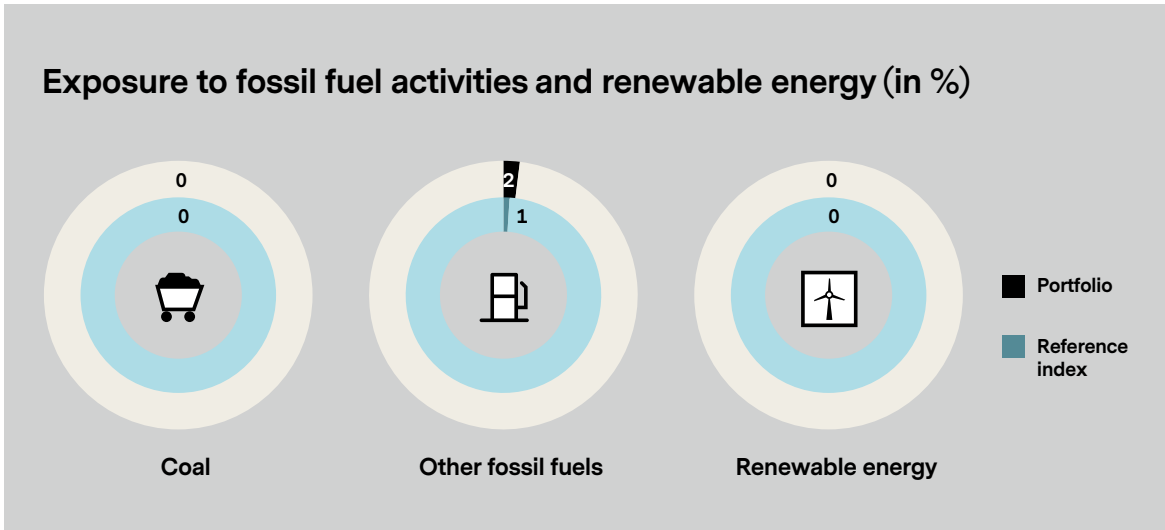 Exposure to fossil fuel activities and renewable energy (in %)
0
0
2
1
0
0
Portfolio
Reference
index
Coal
Other fossil fuels
Renewable energy